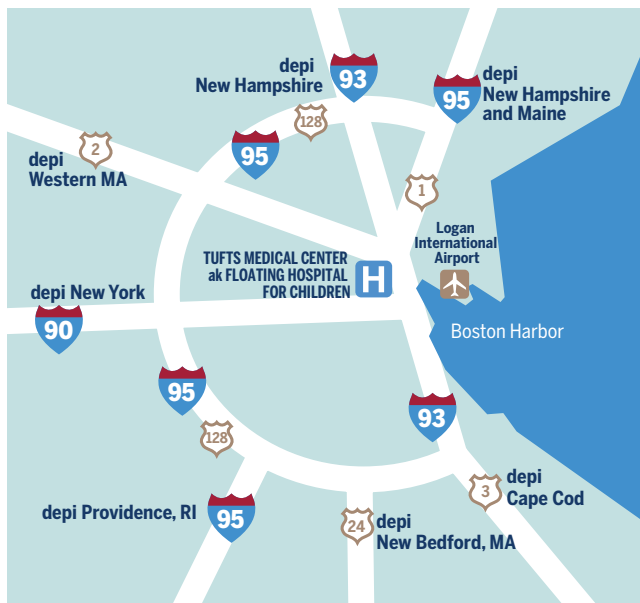 depi
New Hampshire
93
depi
New Hampshire
and Maine
95
128
95
2
depi
Western MA
1
Logan
International
Airport
TUFTS MEDICAL CENTER
ak FLOATING HOSPITAL
FOR CHILDREN
H
depi New York
90
Boston Harbor
95
93
128
3
depi
Cape Cod
depi Providence, RI
95
24
depi
New Bedford, MA